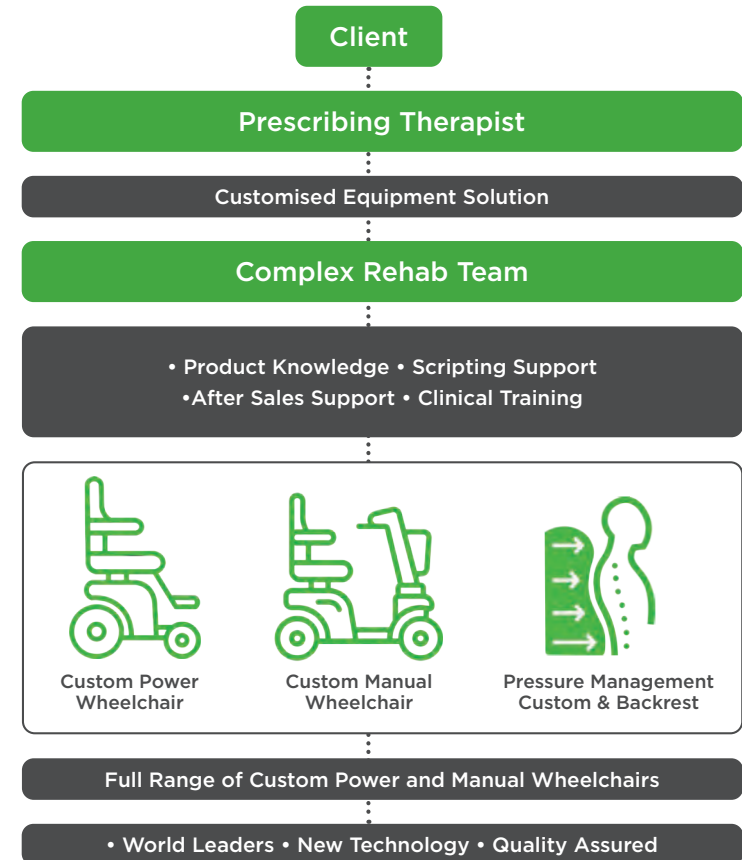 Client
Prescribing Therapist
Customised Equipment Solution
Complex Rehab Team
• Product Knowledge • Scripting Support
•After Sales Support • Clinical Training
Custom Power
Wheelchair
Custom Manual
Wheelchair
Pressure Management
Custom & Backrest
Full Range of Custom Power and Manual Wheelchairs
• World Leaders • New Technology • Quality Assured